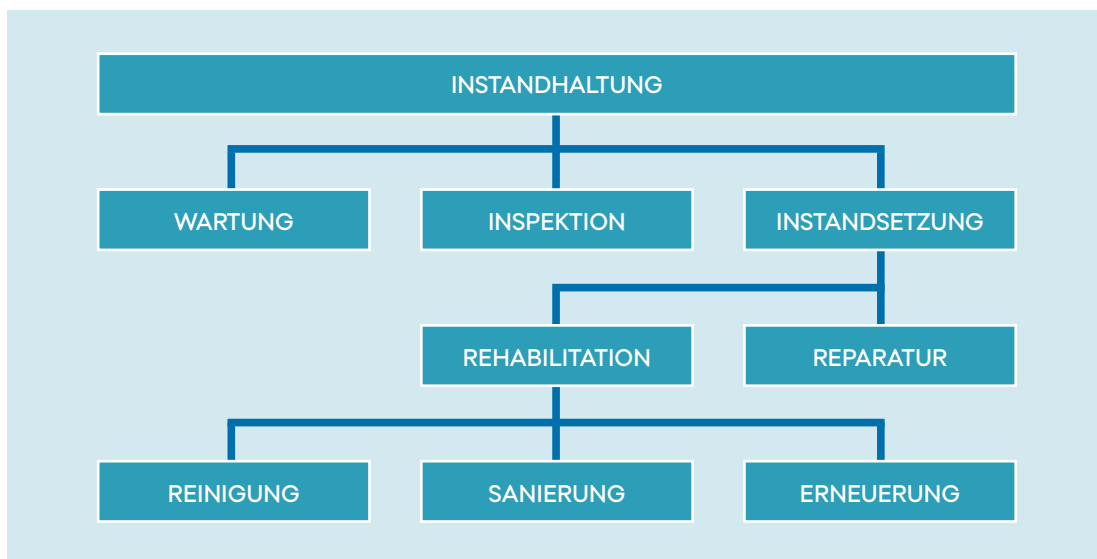 INSTANDHALTUNG
WARTUNG
INSPEKTION
INSTANDSETZUNG
REHABILITATION
REPARATUR
REINIGUNG
SANIERUNG
ERNEUERUNG